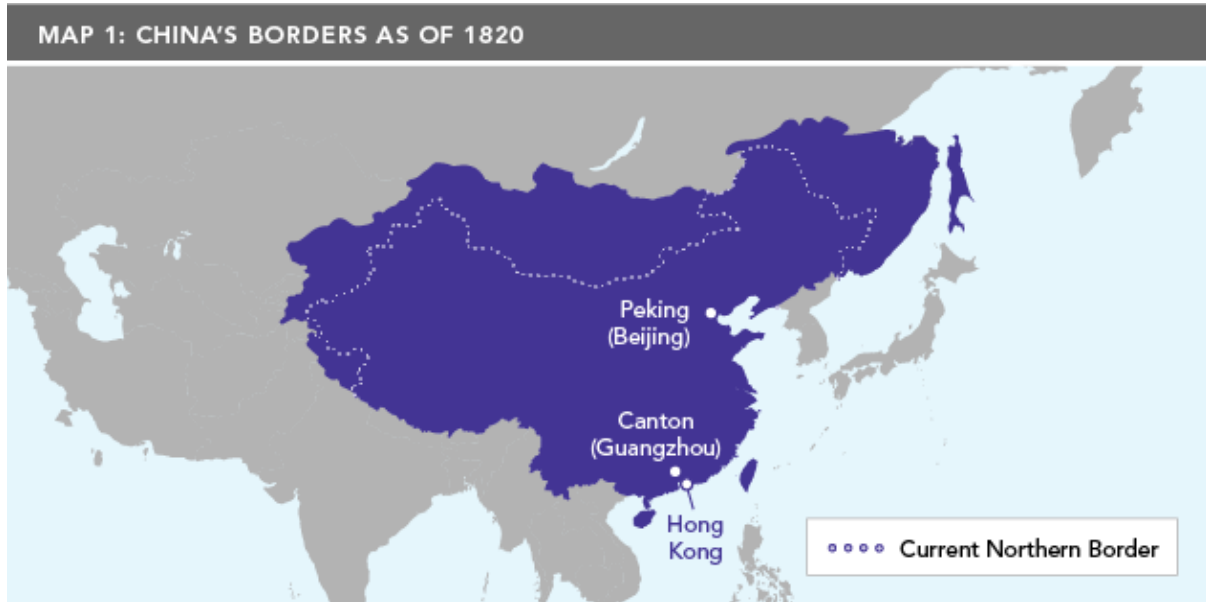 MAP 1: CHINA'S BORDERS AS OF 1820
Peking
(Beijing)
Canton
(Guangzhou)
Hong
Kong
Current Northern Border